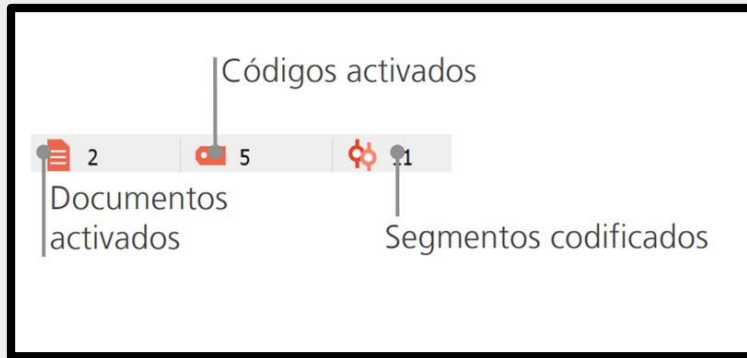 Códigos activados
2 5
Documentos
activados
Segmentos codificados